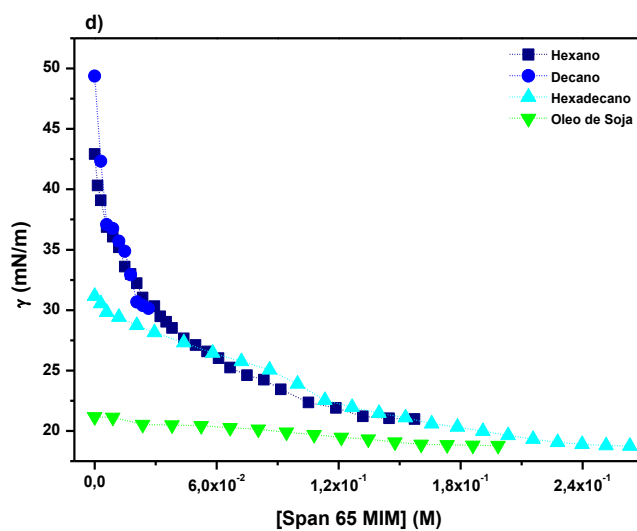 d)
50
45
40
35
30
25
20
γ (mN/m)
Hexano
Decano
Hexadecano
Oleo de Soja
0,0
6,0x10⁻²
1,2x10⁻¹
1,8x10⁻¹
2,4x10⁻¹
[Span 65 MIM] (M)